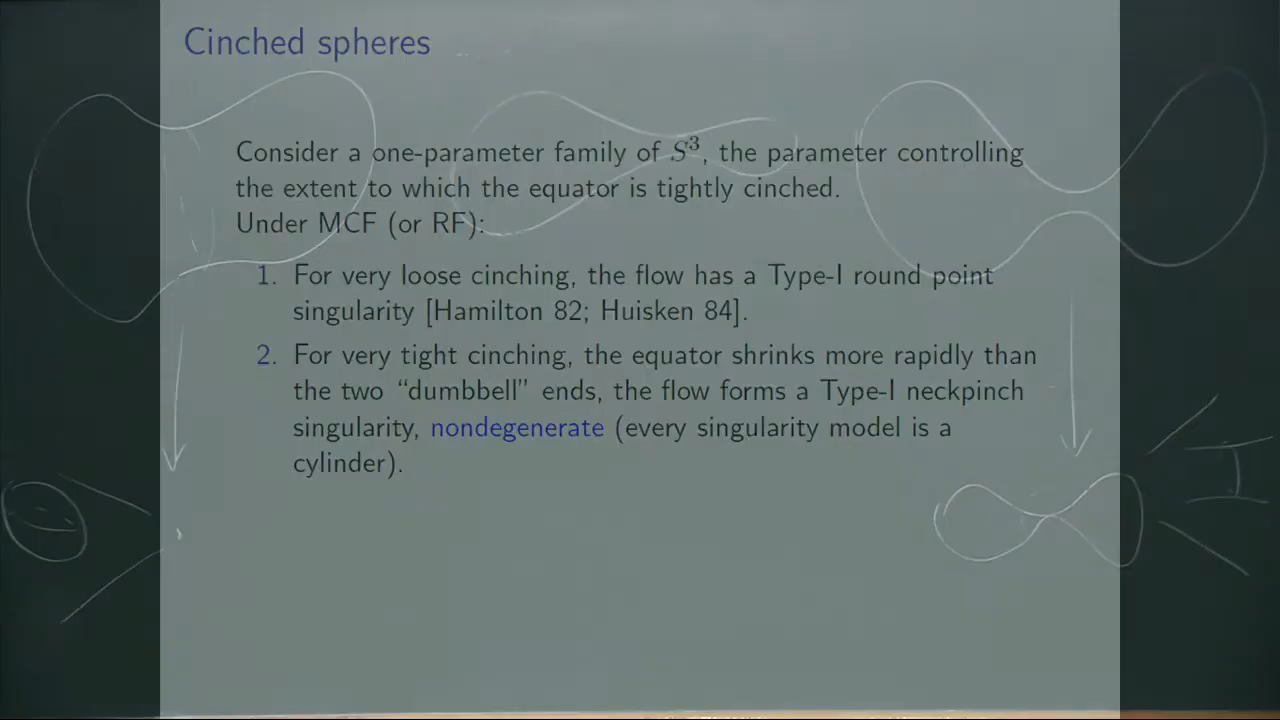 Cinched spheres
Consider a one-parameter family of S³, the parameter controlling
the extent to which the equator is tightly cinched.
Under MCF (or RF):
1. For very loose cinching, the flow has a Type-I round point
singularity [Hamilton 82; Huisken 84].
2. For very tight cinching, the equator shrinks more rapidly than
the two “dumbbell” ends, the flow forms a Type-I neckpinch
singularity, nondegenerate (every singularity model is a
cylinder).